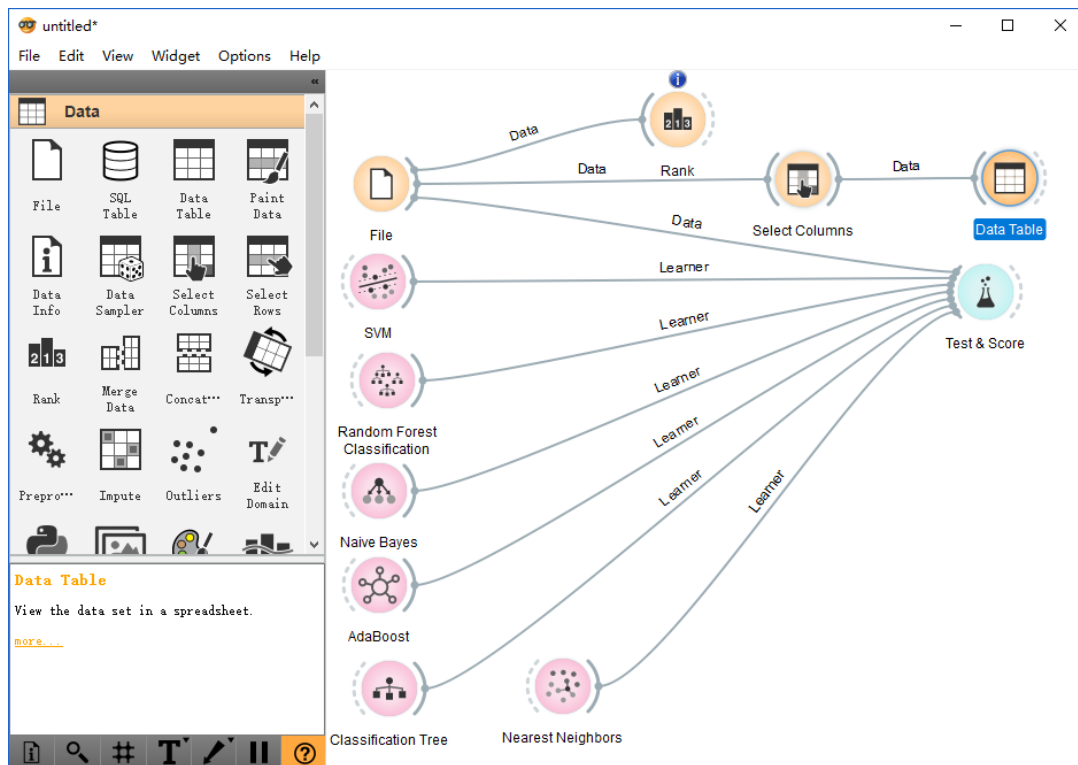 untitled*
File Edit View Widget Options Help
«
Data
File
SQL Table
Data Table
Paint Data
Data Info
Data Sampler
Select Columns
Select Rows
213
Rank
Merge Data
Concat···
Transp···
Prepro···
Impute
Outliers
T
Edit Domain
Data Table
View the data set in a spreadsheet.
more...
T
?
i
213
Rank
Data
Data
Data
Data
File
Select Columns
Data Table
Learner
SVM
Test & Score
Learner
Random Forest
Classification
Learner
Naive Bayes
Learner
AdaBoost
Learner
Classification Tree
Learner
Nearest Neighbors